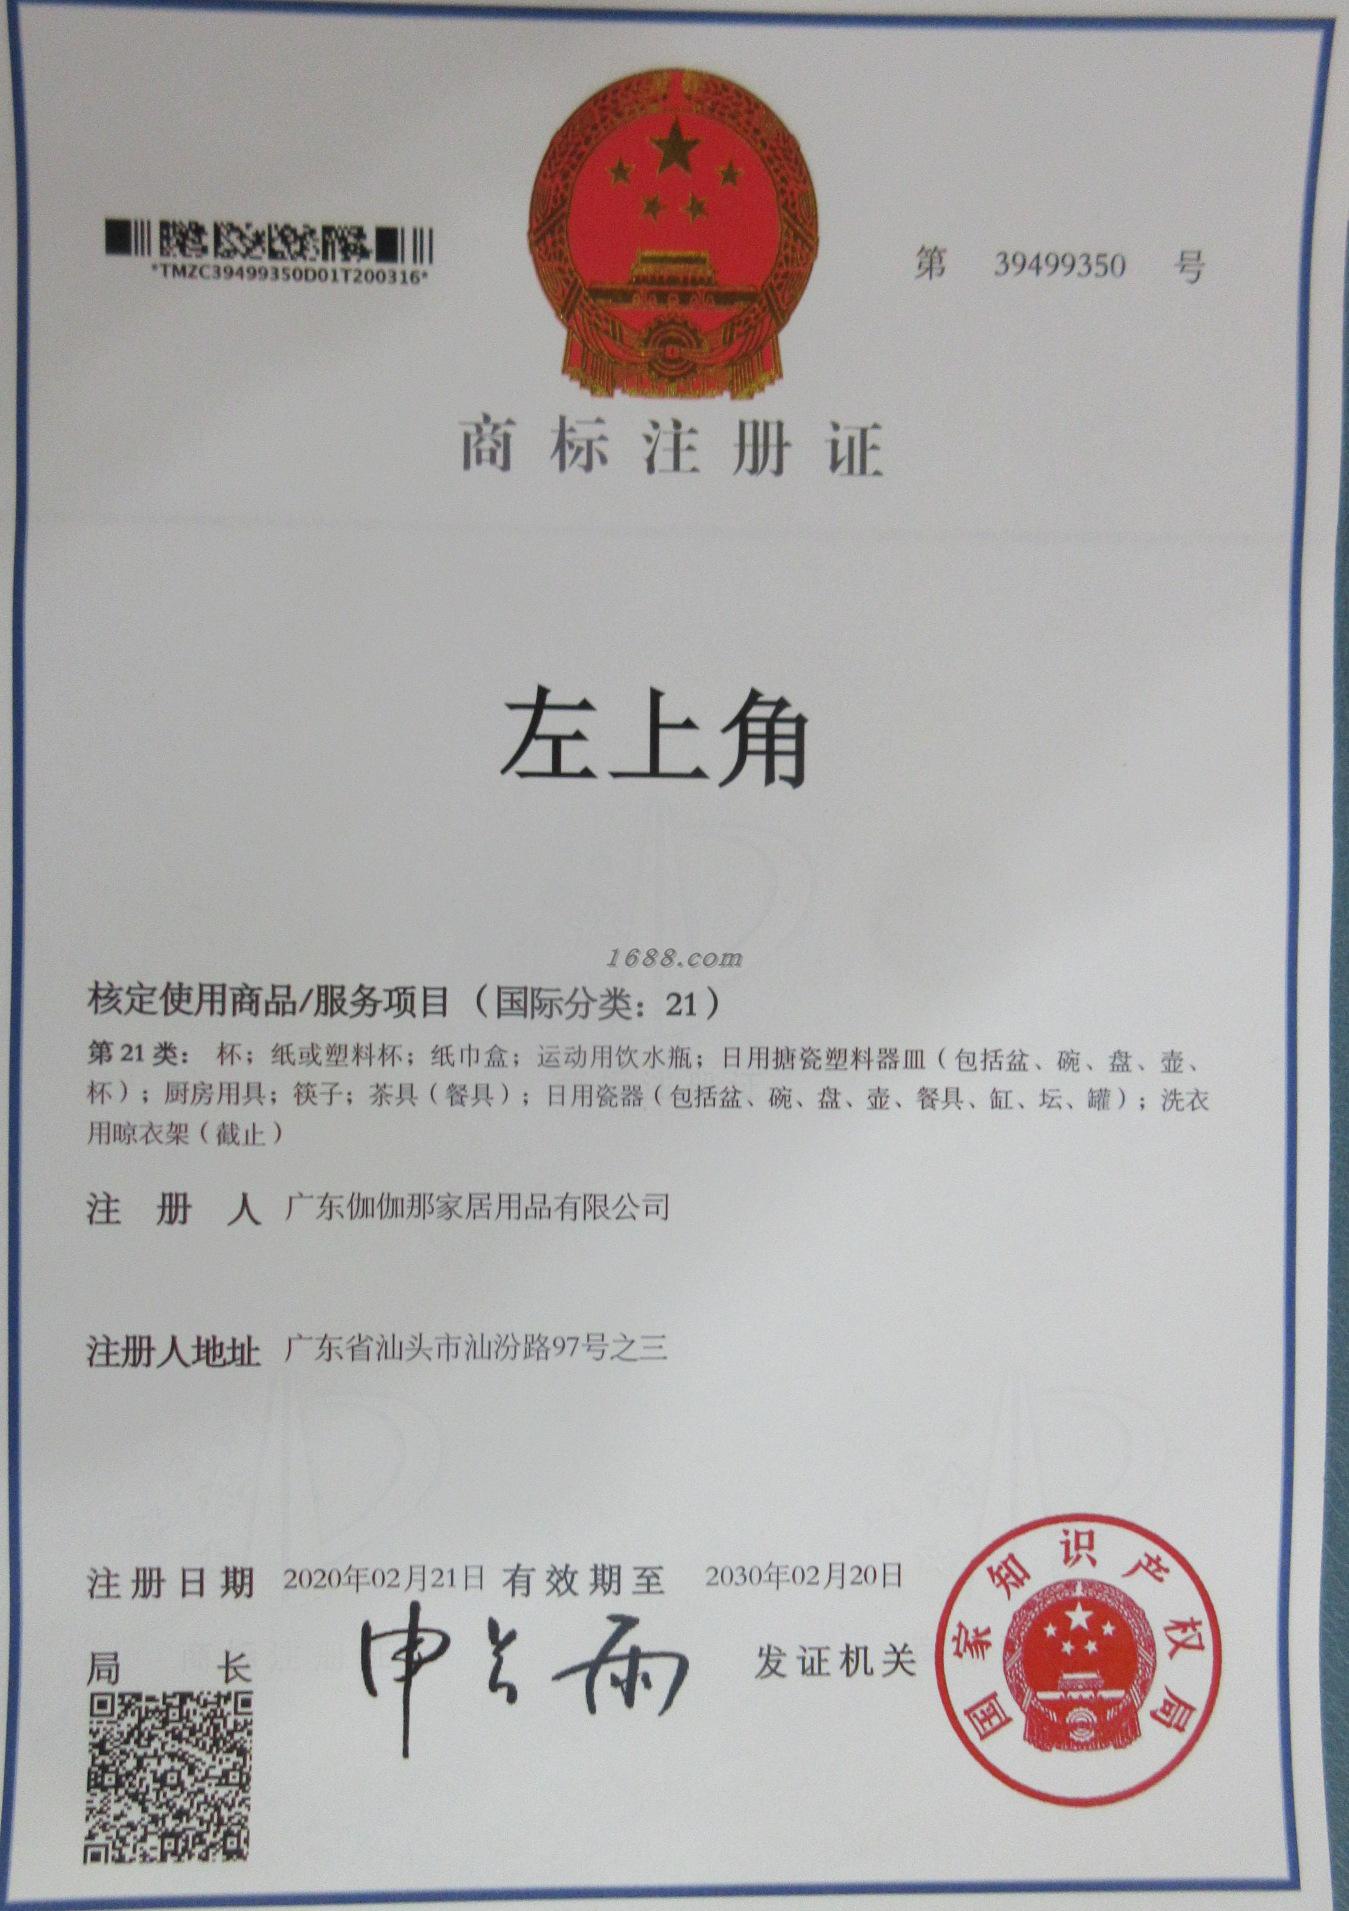 *TMZC39499350D01T200316*
第 39499350 号
商标注册证
左上角
1688.com
核定使用商品/服务项目（国际分类：21）
第 21 类： 杯；纸或塑料杯；纸巾盒；运动用饮水瓶；日用搪瓷塑料器皿（包括盆、碗、盘、壶、
杯）；厨房用具；筷子；茶具（餐具）；日用瓷器（包括盆、碗、盘、壶、餐具、缸、坛、罐）；洗衣
用晾衣架（截止）
注册人 广东伽伽那家居用品有限公司
注册人地址 广东省汕头市汕汾路97号之三
注册日期 2020年02月21日 有效期至 2030年02月20日
局长 申长雨 发证机关
国家知识产权局